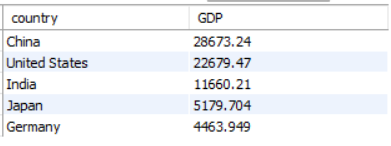 country GDP
China 28673.24
United States 22679.47
India 11660.21
Japan 5179.704
Germany 4463.949